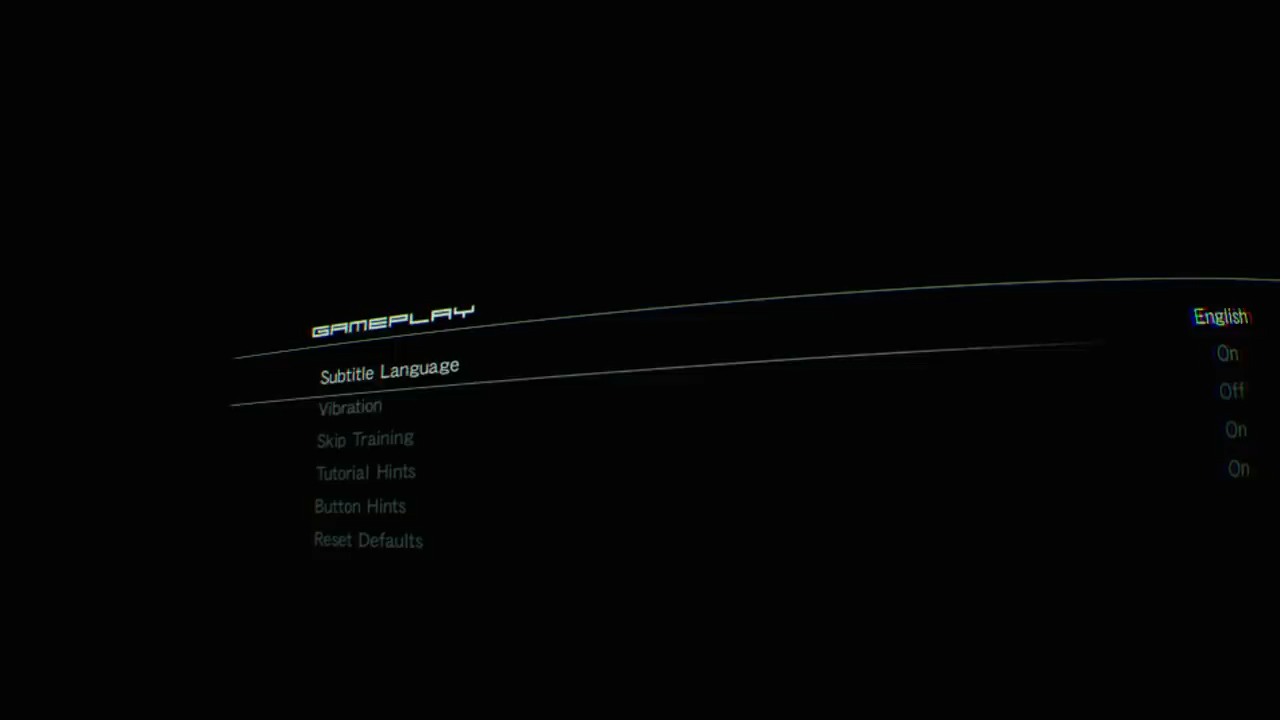 GAMEPLAY
Subtitle Language English
Vibration On
Skip Training Off
Tutorial Hints On
Button Hints On
Reset Defaults